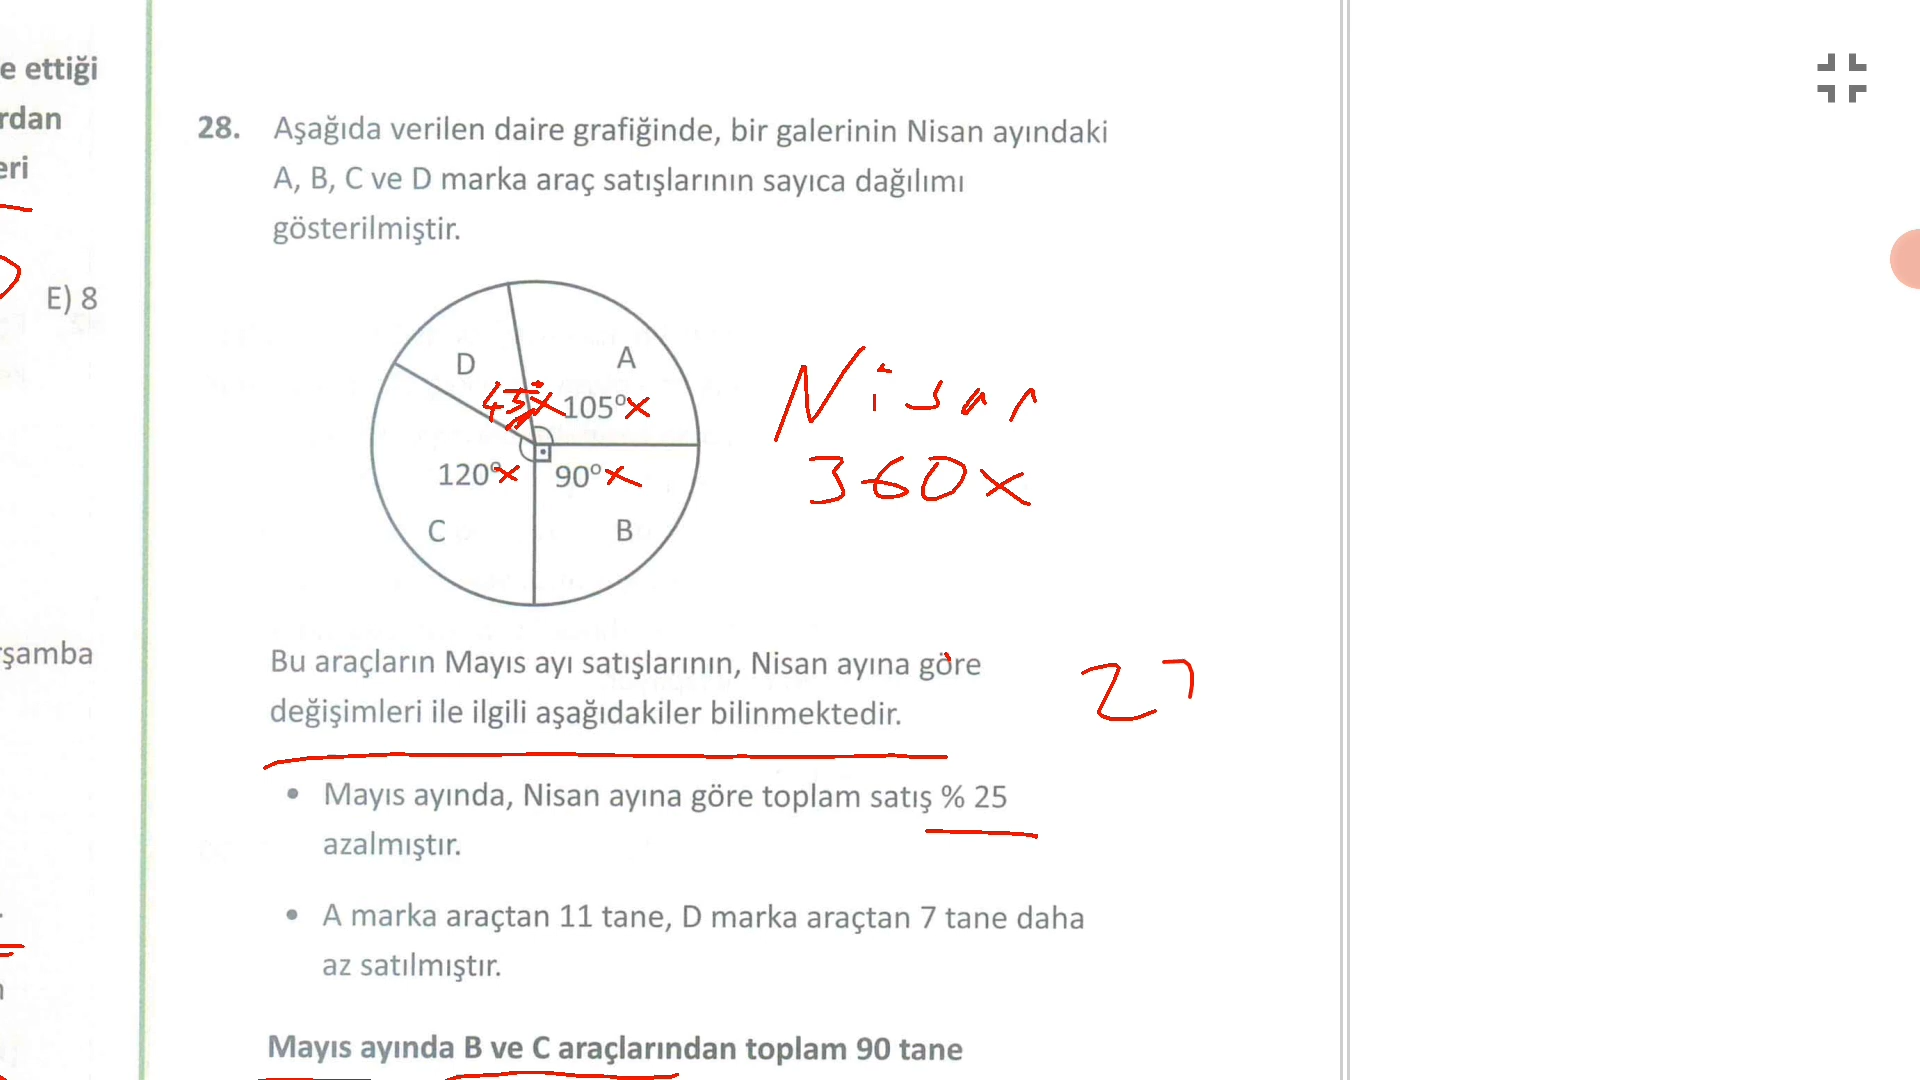 e ettiği
rdan
eri
E) 8
rşamba
28. Aşağıda verilen daire grafiğinde, bir galerinin Nisan ayındaki
A, B, C ve D marka araç satışlarının sayıca dağılımı
gösterilmiştir.
D
A
45x
105°x
120°x
90°x
C
B
Nisan
360x
Bu araçların Mayıs ayı satışlarının, Nisan ayına göre
değişimleri ile ilgili aşağıdakiler bilinmektedir.
27
• Mayıs ayında, Nisan ayına göre toplam satış % 25
azalmıştır.
• A marka araçtan 11 tane, D marka araçtan 7 tane daha
az satılmıştır.
Mayıs ayında B ve C araçlarından toplam 90 tane